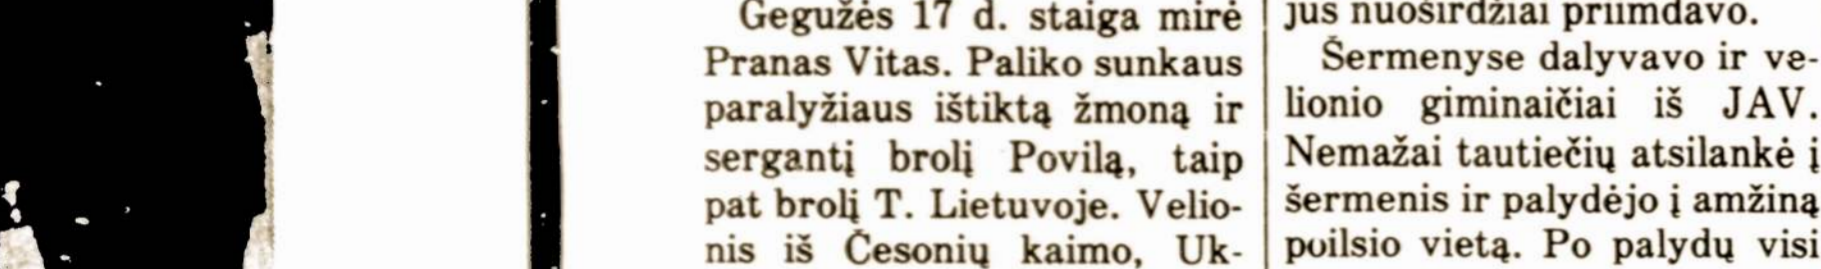 Gegužės 17 d. staiga mirė
Pranas Vitas. Paliko sunkaus
paralyžiaus ištiktą žmoną ir
sergantį brolį Povilą, taip
pat brolį T. Lietuvoje. Velio-
nis iš Česonių kaimo, Uk-
jus nuoširdžiai priimdavo.
Šermenyse dalyvavo ir ve-
lionio giminaičiai iš JAV.
Nemažai tautiečių atsilankė į
šermenis ir palydėjo į amžiną
poilsio vietą. Po palydų visi